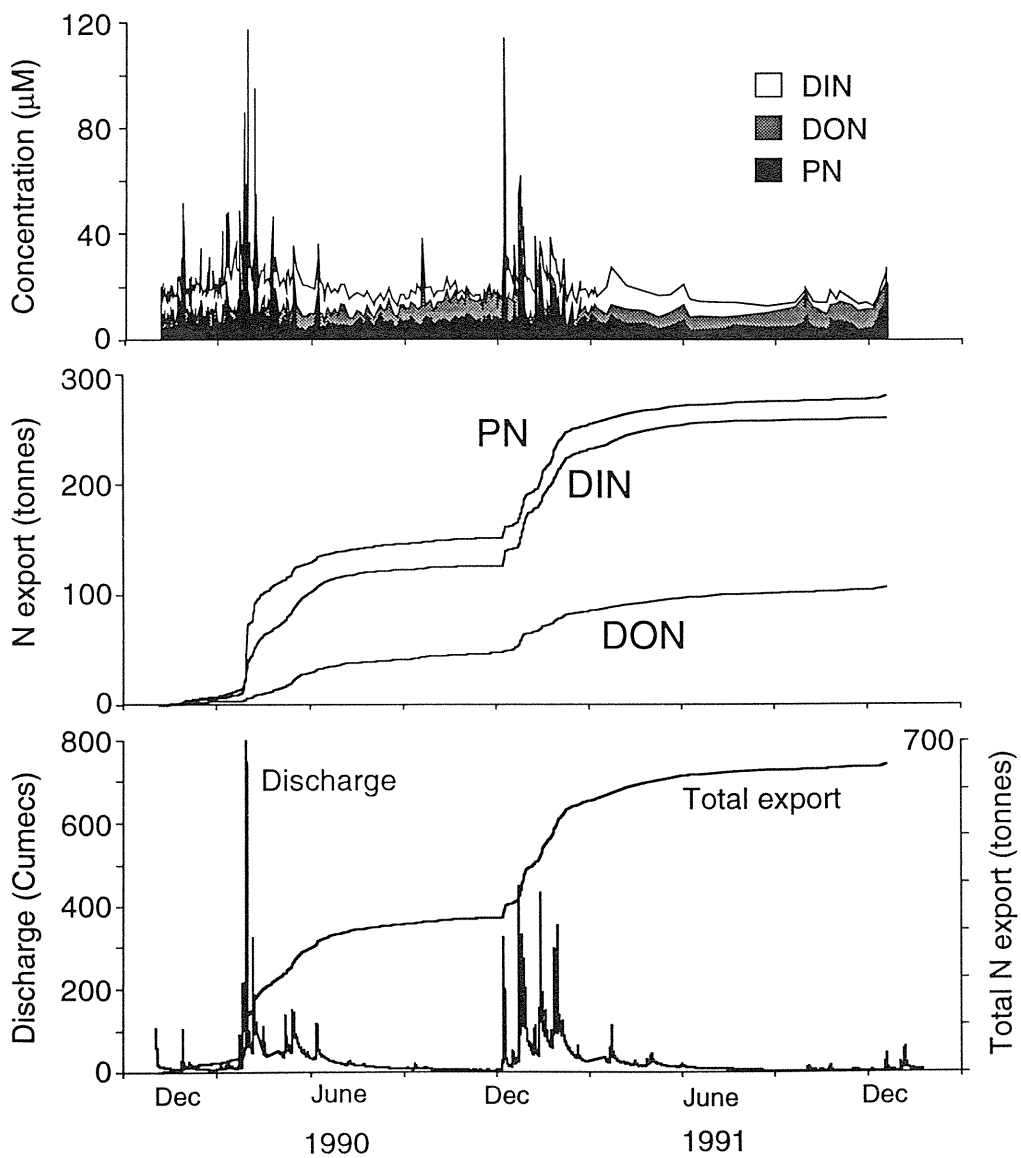 Concentration (µM)
120
80
40
0
DIN
DON
PN
N export (tonnes)
300
200
100
0
PN
DIN
DON
Discharge (Cumecs)
800
600
400
200
0
Discharge
Total export
700
Total N export (tonnes)
Dec June Dec June Dec
1990 1991